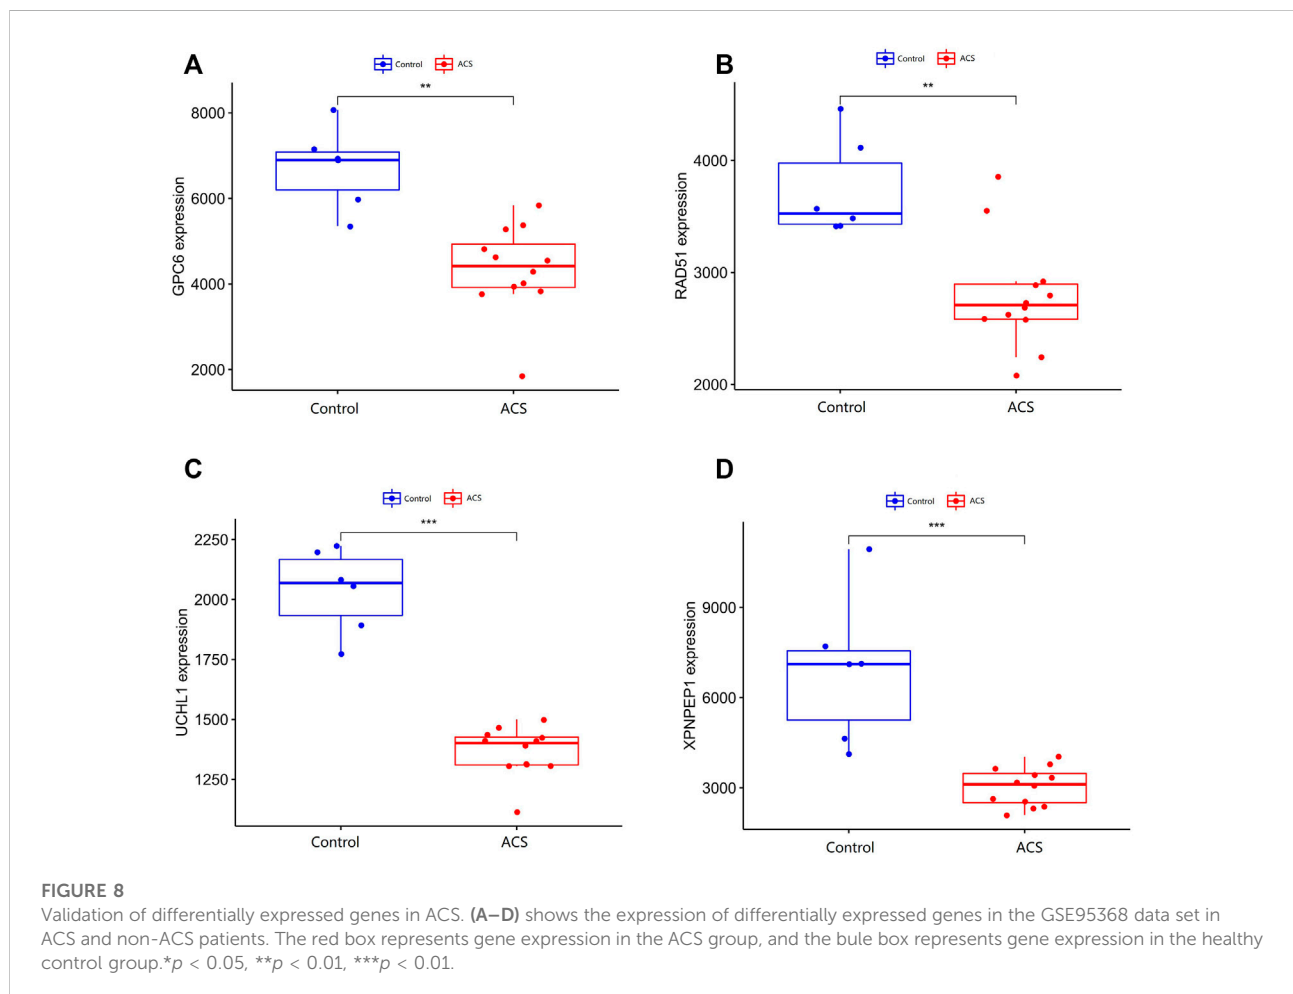 A
Control ACS
**
8000
6000
4000
2000
GPC6 expression
Control ACS
B
Control ACS
**
4000
3000
2000
RAD51 expression
Control ACS
C
Control ACS
***
2250
2000
1750
1500
1250
UCHL1 expression
Control ACS
D
Control ACS
***
9000
6000
3000
XPNPEP1 expression
Control ACS
FIGURE 8
Validation of differentially expressed genes in ACS. (A–D) shows the expression of differentially expressed genes in the GSE95368 data set in
ACS and non-ACS patients. The red box represents gene expression in the ACS group, and the bule box represents gene expression in the healthy
control group.*p < 0.05, **p < 0.01, ***p < 0.01.